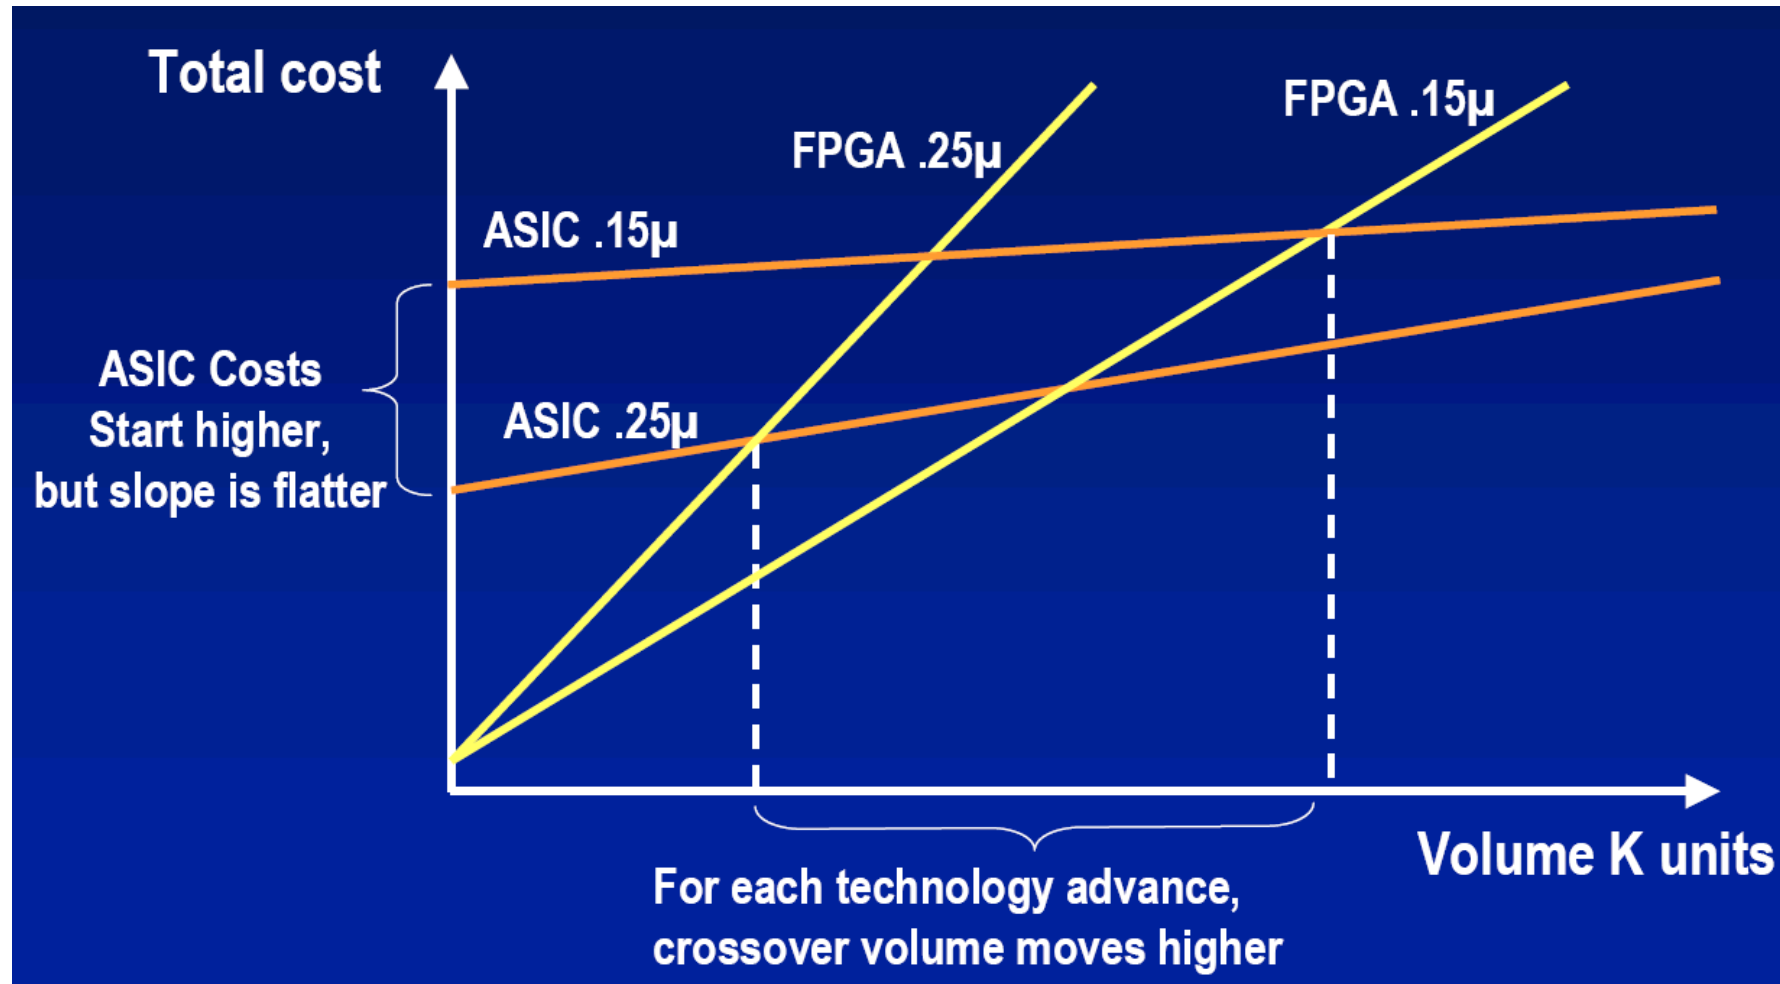 Total cost
FPGA .25µ
FPGA .15µ
ASIC .15µ
ASIC Costs
Start higher,
but slope is flatter
ASIC .25µ
Volume K units
For each technology advance,
crossover volume moves higher